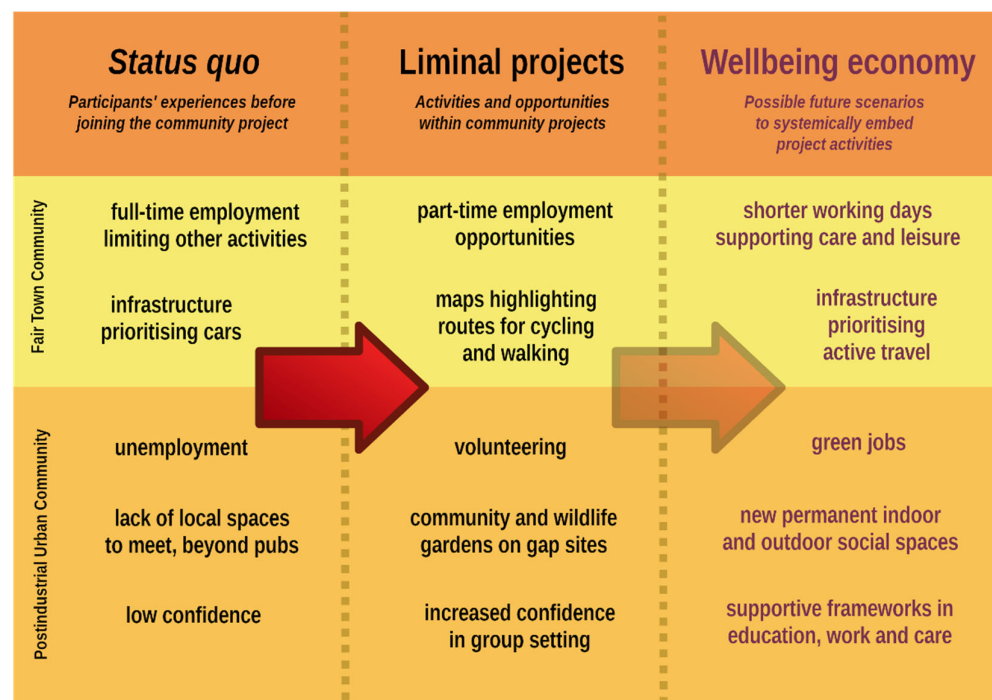 Status quo
Participants' experiences before
joining the community project
Liminal projects
Activities and opportunities
within community projects
Wellbeing economy
Possible future scenarios
to systemically embed
project activities
Fair Town Community
full-time employment
limiting other activities
part-time employment
opportunities
shorter working days
supporting care and leisure
infrastructure
prioritising cars
maps highlighting
routes for cycling
and walking
infrastructure
prioritising
active travel
Postindustrial Urban Community
unemployment
volunteering
green jobs
lack of local spaces
to meet, beyond pubs
community and wildlife
gardens on gap sites
new permanent indoor
and outdoor social spaces
low confidence
increased confidence
in group setting
supportive frameworks in
education, work and care